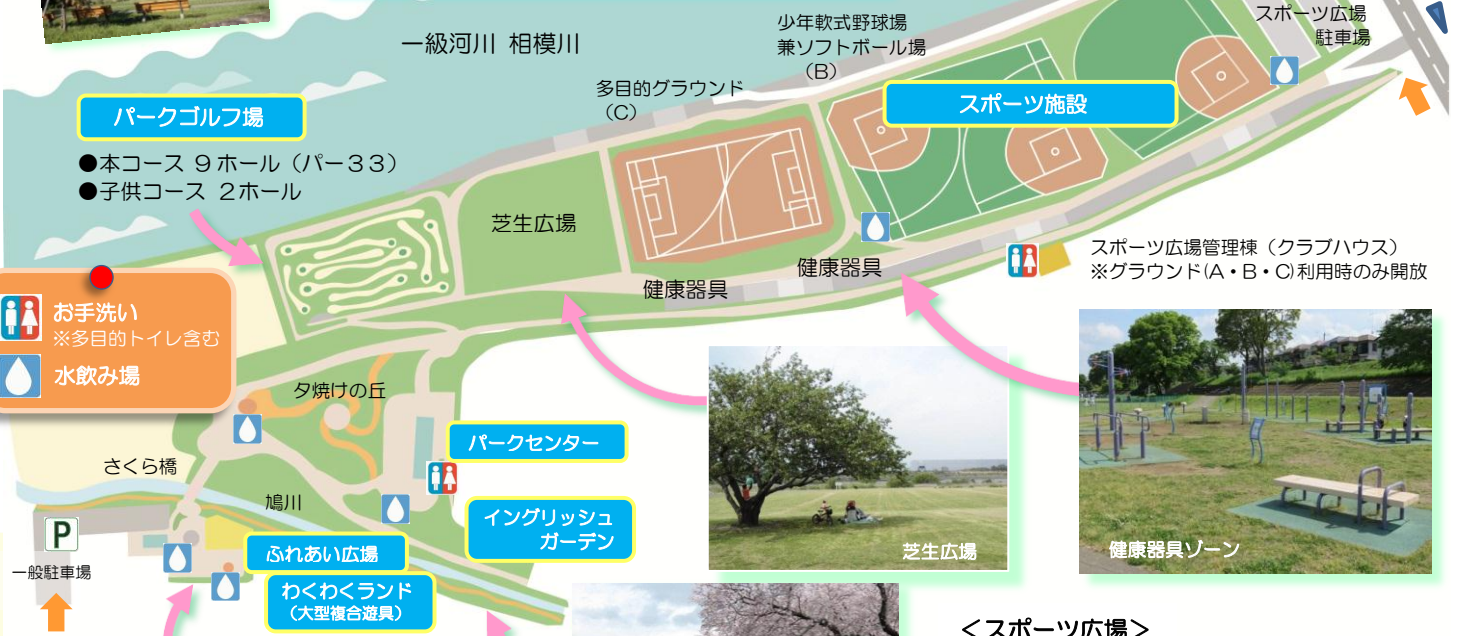 一級河川 相模川
少年軟式野球場
兼ソフトボール場
（B）
スポーツ広場
駐車場
多目的グラウンド
（C）
スポーツ施設
パークゴルフ場
●本コース 9ホール（パー33）
●子供コース 2ホール
芝生広場
健康器具
健康器具
スポーツ広場管理棟（クラブハウス）
※グラウンド(A・B・C)利用時のみ開放
お手洗い
※多目的トイレ含む
水飲み場
夕焼けの丘
パークセンター
さくら橋
鳩川
イングリッシュ
ガーデン
P
一般駐車場
ふれあい広場
わくわくランド
（大型複合遊具）
芝生広場
健康器具ゾーン
＜スポーツ広場＞